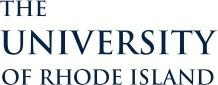 THE
UNIVERSITY
OF RHODE ISLAND